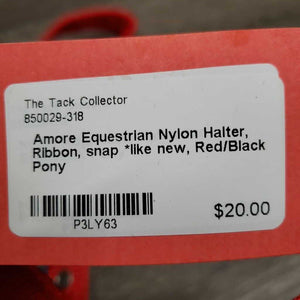 The Tack Collector
850029-318
Amore Equestrian Nylon Halter,
Ribbon, snap *like new, Red/Black
Pony
P3LY63
$20.00